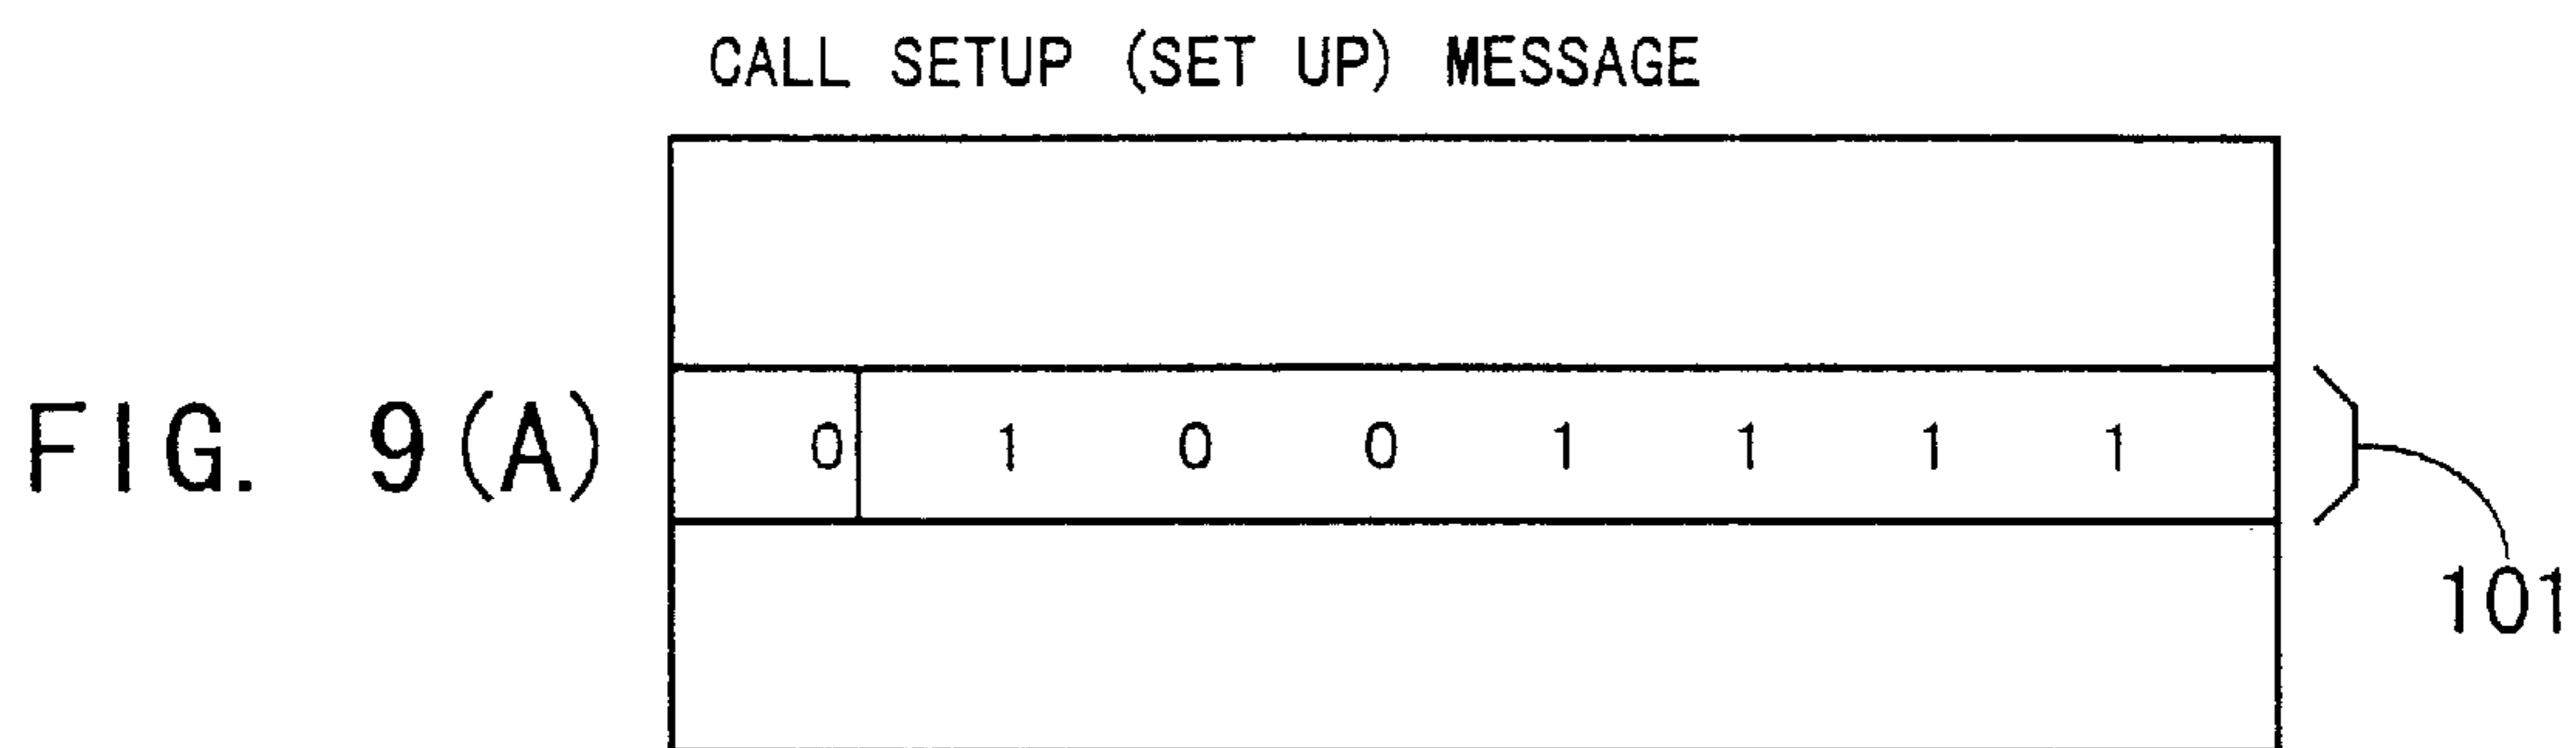 CALL SETUP (SET UP) MESSAGE
FIG. 9(A)
0 1 0 0 1 1 1 1
101